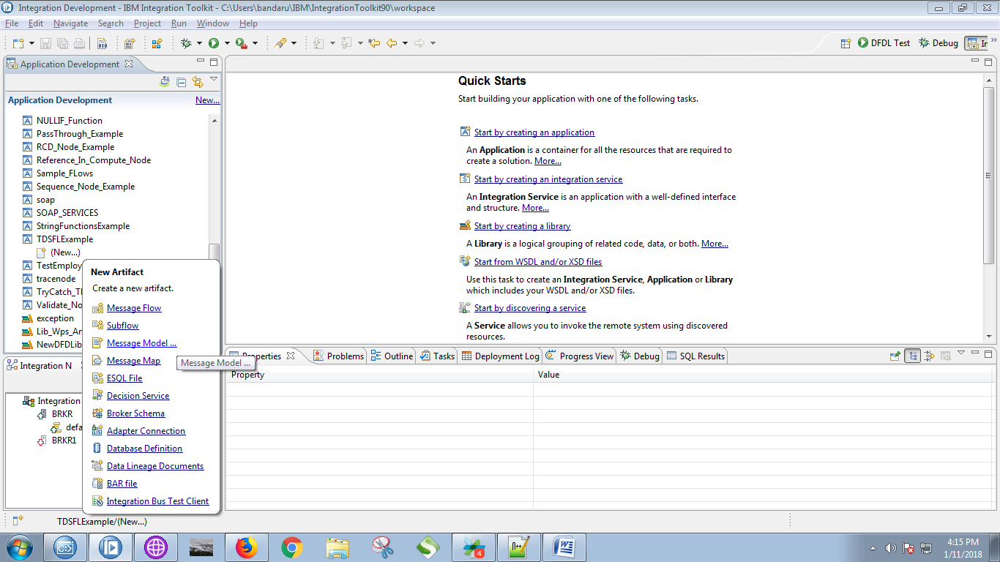 Integration Development - IBM Integration Toolkit - C:\Users\bandaru\IBM\IntegrationToolkit90\workspace
File Edit Navigate Search Project Run Window Help
DFDL Test Debug
Application Development
Application Development New...
NULLIF_Function
PassThrough_Example
RCD_Node_Example
Reference_In_Compute_Node
Sample_FLows
Sequence_Node_Example
soap
SOAP_SERVICES
StringFunctionsExample
TDSFLExample
(New...)
TestEmploy
tracenode
TryCatch_T
Validate_No
exception
Lib_Wps_An
NewDFDLib
Quick Starts
Start building your application with one of the following tasks.
Start by creating an application
An Application is a container for all the resources that are required to
create a solution. More...
Start by creating an integration service
An Integration Service is an application with a well-defined interface
and structure. More...
Start by creating a library
A Library is a logical grouping of related code, data, or both. More...
Start from WSDL and/or XSD files
Use this task to create an Integration Service, Application or Library
which includes your WSDL and/or XSD files.
Start by discovering a service
A Service allows you to invoke the remote system using discovered
resources.
New Artifact
Create a new artifact.
Message Flow
Subflow
Message Model ...
Message Map
ESQL File
Decision Service
Broker Schema
Adapter Connection
Database Definition
Data Lineage Documents
BAR file
Integration Bus Test Client
Message Model ...
Integration N
Integration
BRKR
defa
BRKR1
Properties Problems Outline Tasks Deployment Log Progress View Debug SQL Results
Property Value
TDSFLExample/(New...)
4:15 PM
1/11/2018